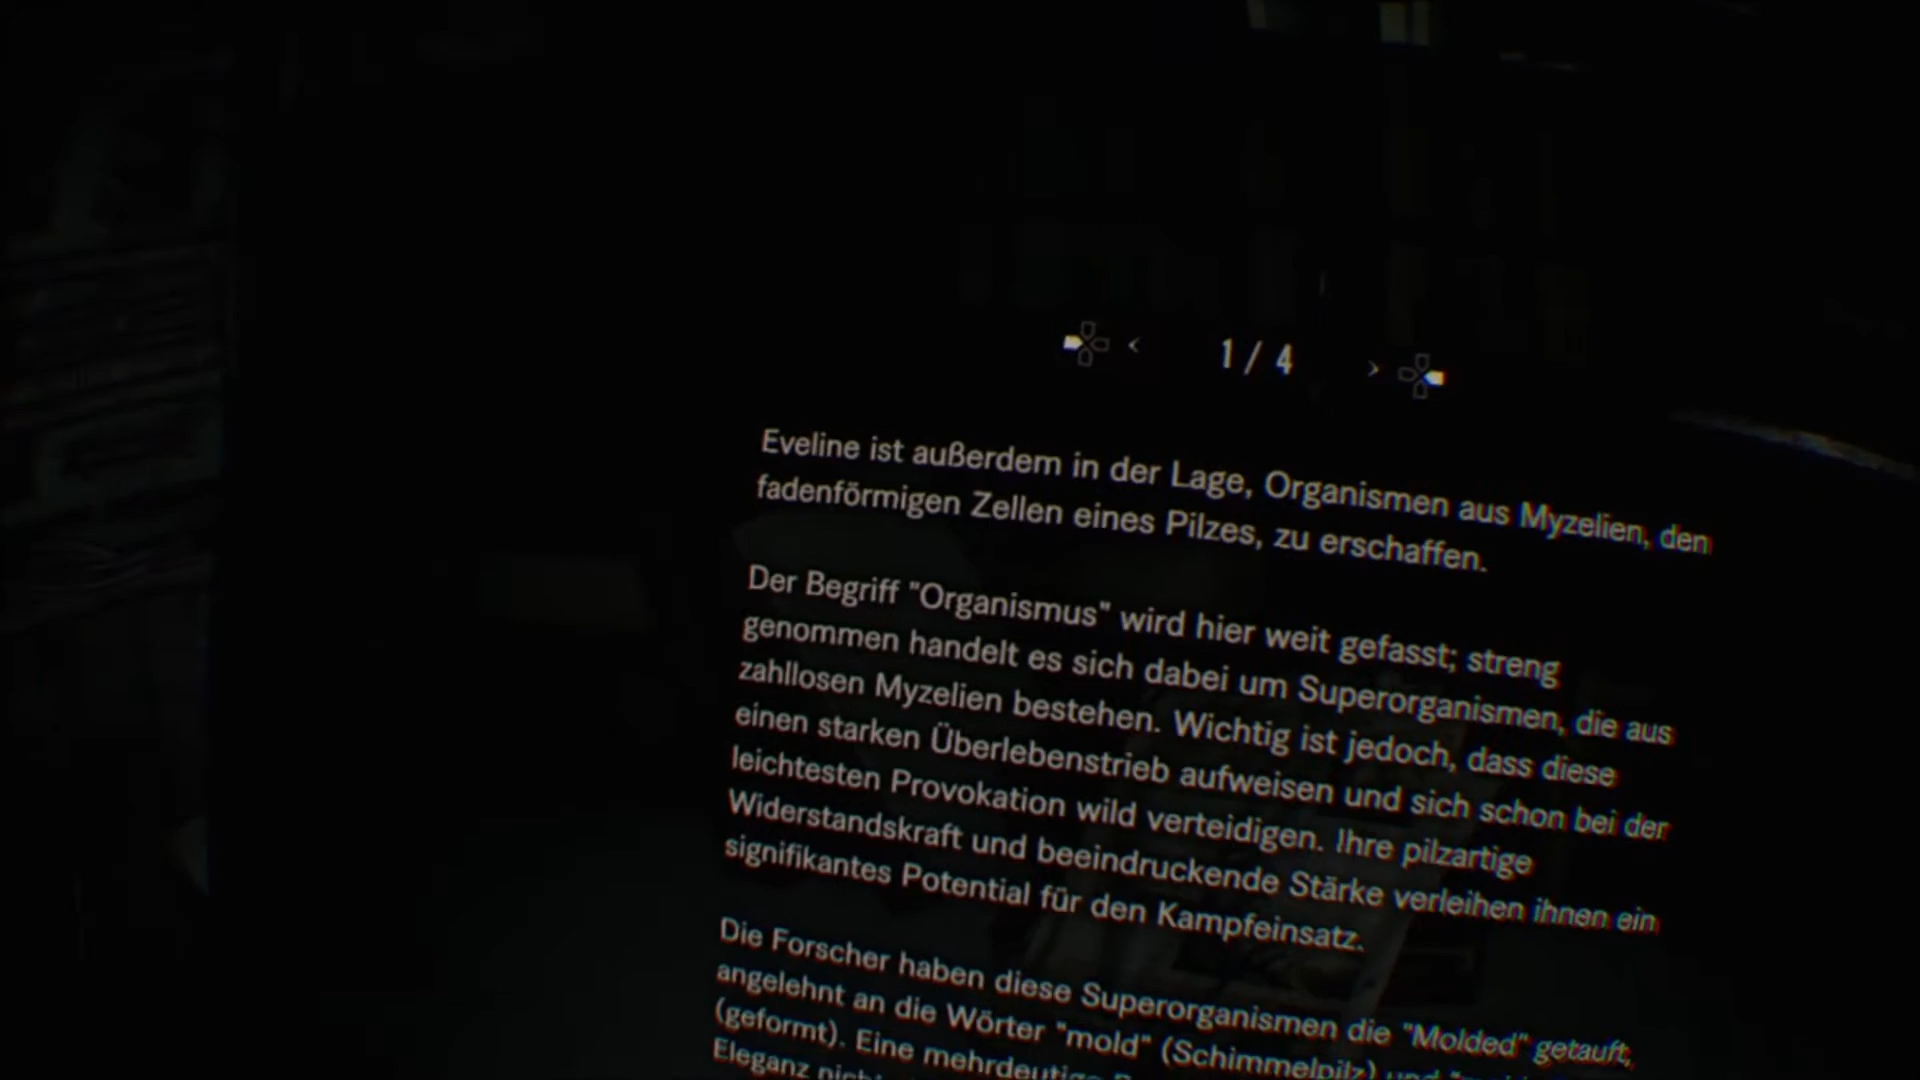 < 1 / 4 >
Eveline ist außerdem in der Lage, Organismen aus Myzelien, den
fadenförmigen Zellen eines Pilzes, zu erschaffen.
Der Begriff "Organismus" wird hier weit gefasst; streng
genommen handelt es sich dabei um Superorganismen, die aus
zahllosen Myzelien bestehen. Wichtig ist jedoch, dass diese
einen starken Überlebenstrieb aufweisen und sich schon bei der
leichtesten Provokation wild verteidigen. Ihre pilzartige
Widerstandskraft und beeindruckende Stärke verleihen ihnen ein
signifikantes Potential für den Kampfeinsatz.
Die Forscher haben diese Superorganismen die "Molded" getauft,
angelehnt an die Wörter "mold" (Schimmelpilz) und
(geformt). Eine mehrdeutige
Eleganz